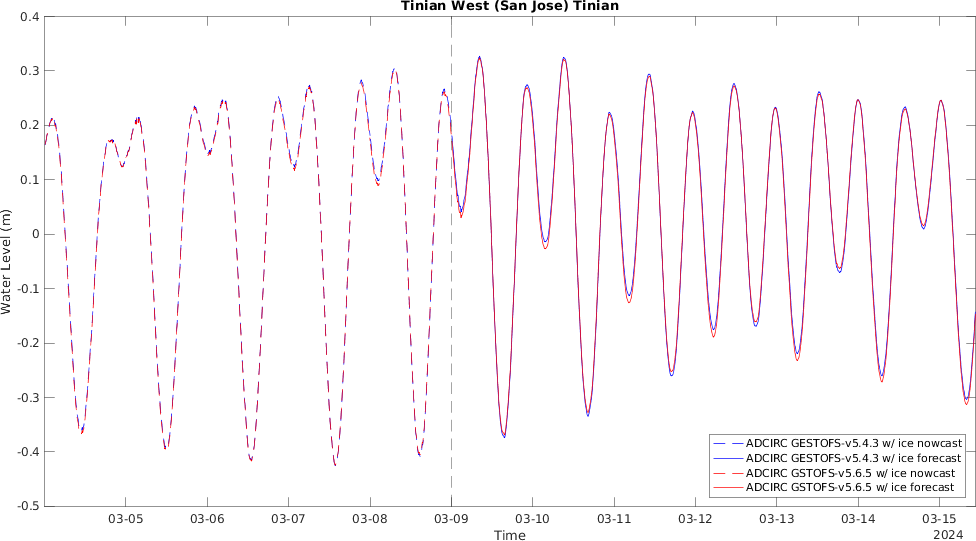 Tinian West (San Jose) Tinian
0.4
0.3
0.2
0.1
0
-0.1
-0.2
-0.3
-0.4
-0.5
Water Level (m)
ADCIRC GESTOFS-v5.4.3 w/ ice nowcast
ADCIRC GESTOFS-v5.4.3 w/ ice forecast
ADCIRC GSTOFS-v5.6.5 w/ ice nowcast
ADCIRC GSTOFS-v5.6.5 w/ ice forecast
03-05 03-06 03-07 03-08 03-09 03-10 03-11 03-12 03-13 03-14 03-15
Time 2024